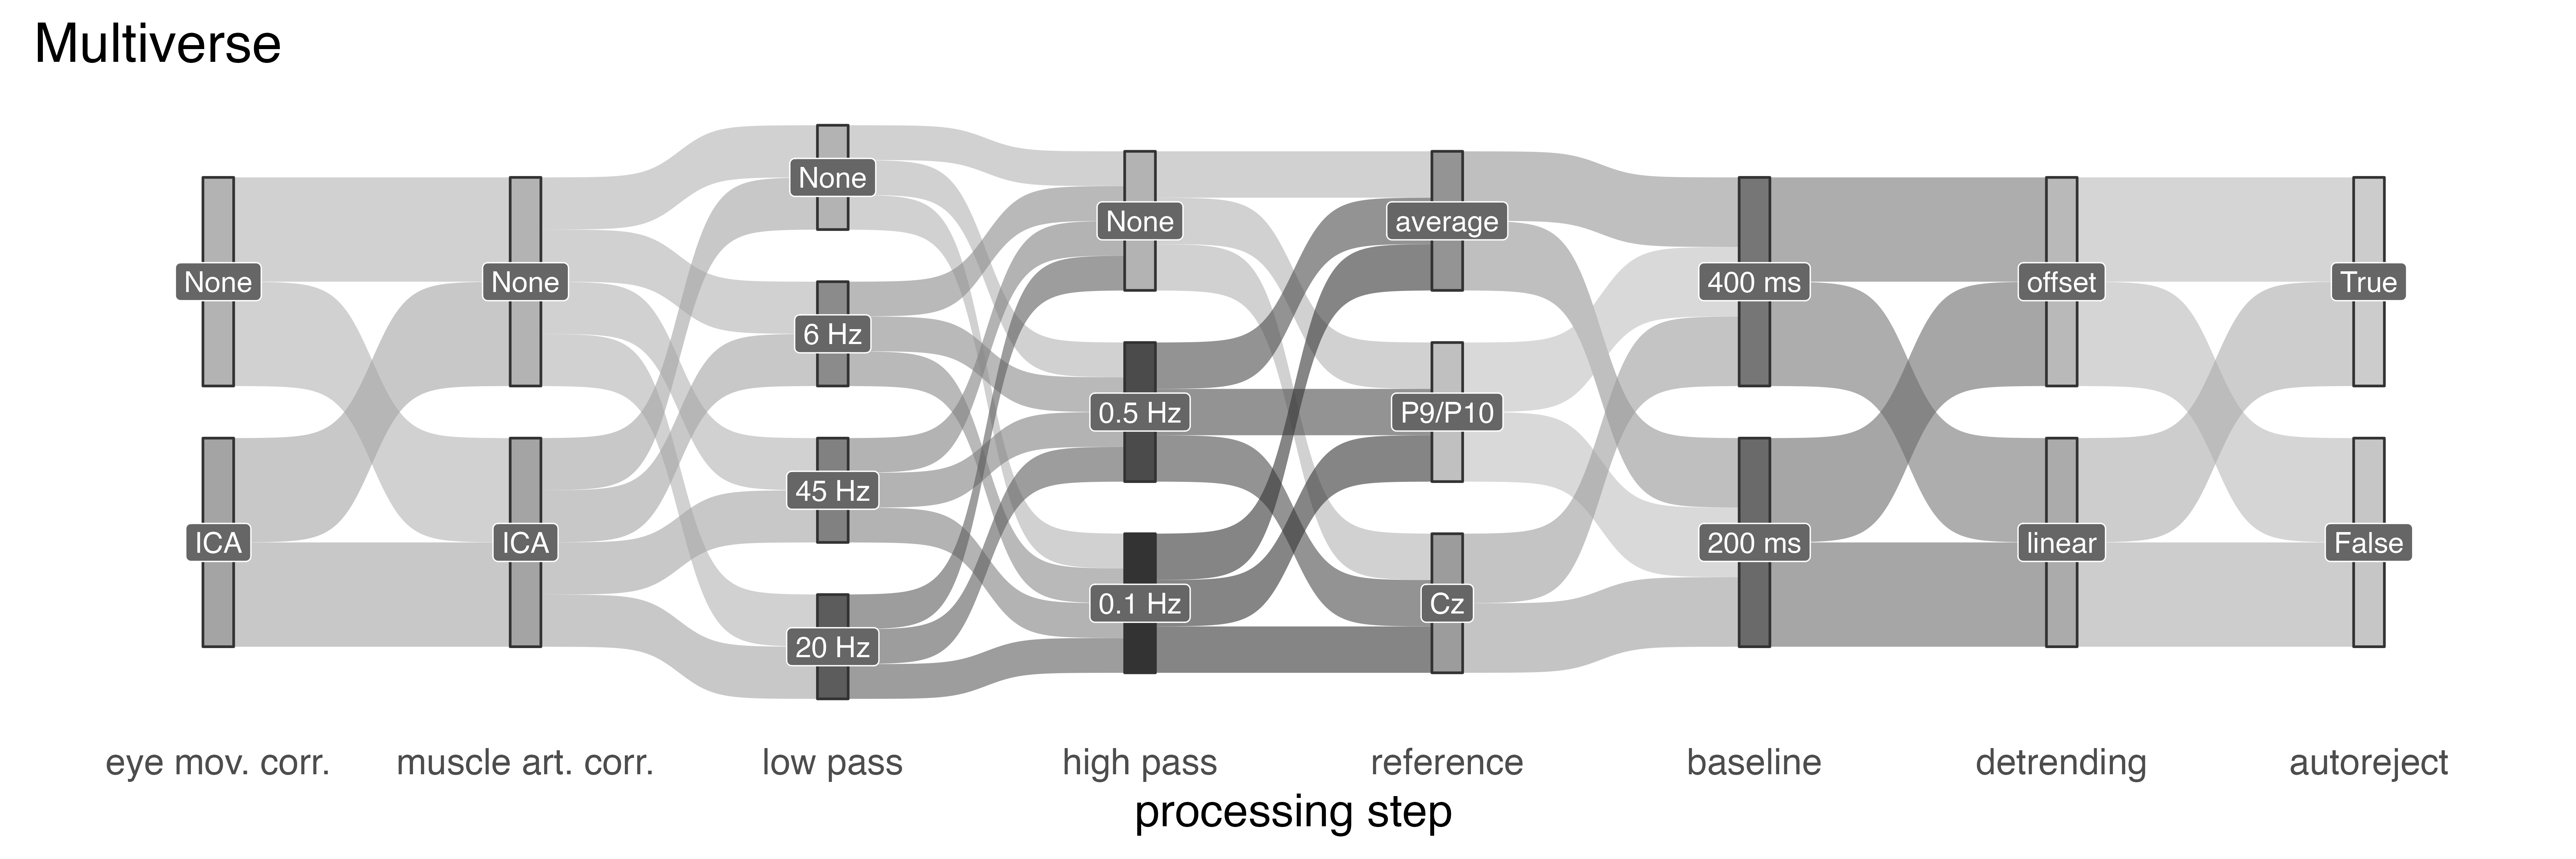 Multiverse
None
None
None
None
average
400 ms
offset
True
6 Hz
0.5 Hz
P9/P10
ICA
ICA
45 Hz
0.1 Hz
Cz
200 ms
linear
False
20 Hz
eye mov. corr.
muscle art. corr.
low pass
high pass
reference
baseline
detrending
autoreject
processing step